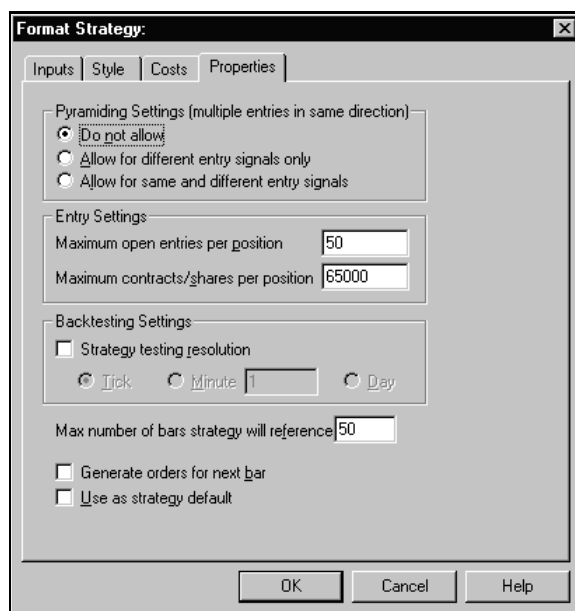 Format Strategy:
Inputs Style Costs Properties
Pyramiding Settings (multiple entries in same direction)
Do not allow
Allow for different entry signals only
Allow for same and different entry signals
Entry Settings
Maximum open entries per position 50
Maximum contracts/shares per position 65000
Backtesting Settings
Strategy testing resolution
Tick Minute 1 Day
Max number of bars strategy will reference 50
Generate orders for next bar
Use as strategy default
OK Cancel Help